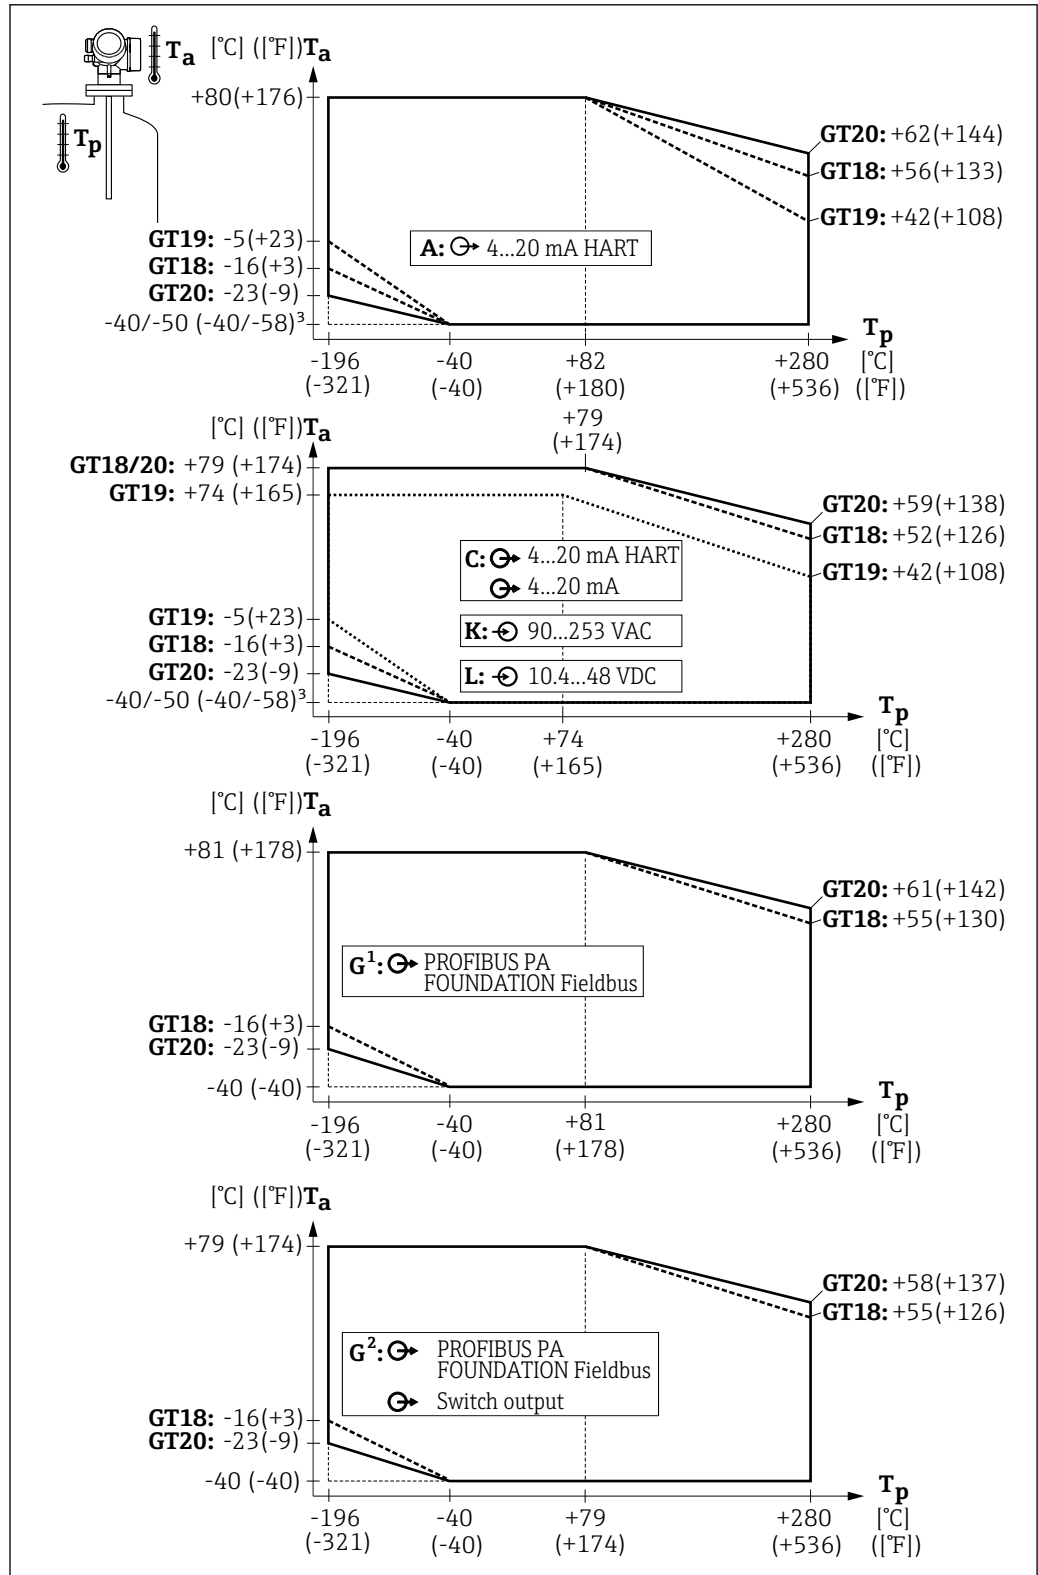 Ta [°C] ([°F])Ta
+80(+176)
Tp
GT20: +62(+144)
GT18: +56(+133)
GT19: +42(+108)
GT19: -5(+23)
A: 4...20 mA HART
GT18: -16(+3)
GT20: -23(-9)
-40/-50 (-40/-58)³
Tp
-196 -40 +82 +280 [°C]
(-321) (-40) (+180) (+536) ([°F])
+79
(+174)
[°C] ([°F])Ta
GT18/20: +79 (+174)
GT19: +74 (+165)
GT20: +59(+138)
GT18: +52(+126)
GT19: +42(+108)
C: 4...20 mA HART
4...20 mA
K: 90...253 VAC
L: 10.4...48 VDC
GT19: -5(+23)
GT18: -16(+3)
GT20: -23(-9)
-40/-50 (-40/-58)³
Tp
-196 -40 +74 +280 [°C]
(-321) (-40) (+165) (+536) ([°F])
[°C] ([°F])Ta
+81 (+178)
GT20: +61(+142)
GT18: +55(+130)
G¹: PROFIBUS PA
FOUNDATION Fieldbus
GT18: -16(+3)
GT20: -23(-9)
-40 (-40)
Tp
-196 -40 +81 +280 [°C]
(-321) (-40) (+178) (+536) ([°F])
[°C] ([°F])Ta
+79 (+174)
GT20: +58(+137)
GT18: +55(+126)
G²: PROFIBUS PA
FOUNDATION Fieldbus
Switch output
GT18: -16(+3)
GT20: -23(-9)
-40 (-40)
Tp
-196 -40 +79 +280 [°C]
(-321) (-40) (+174) (+536) ([°F])